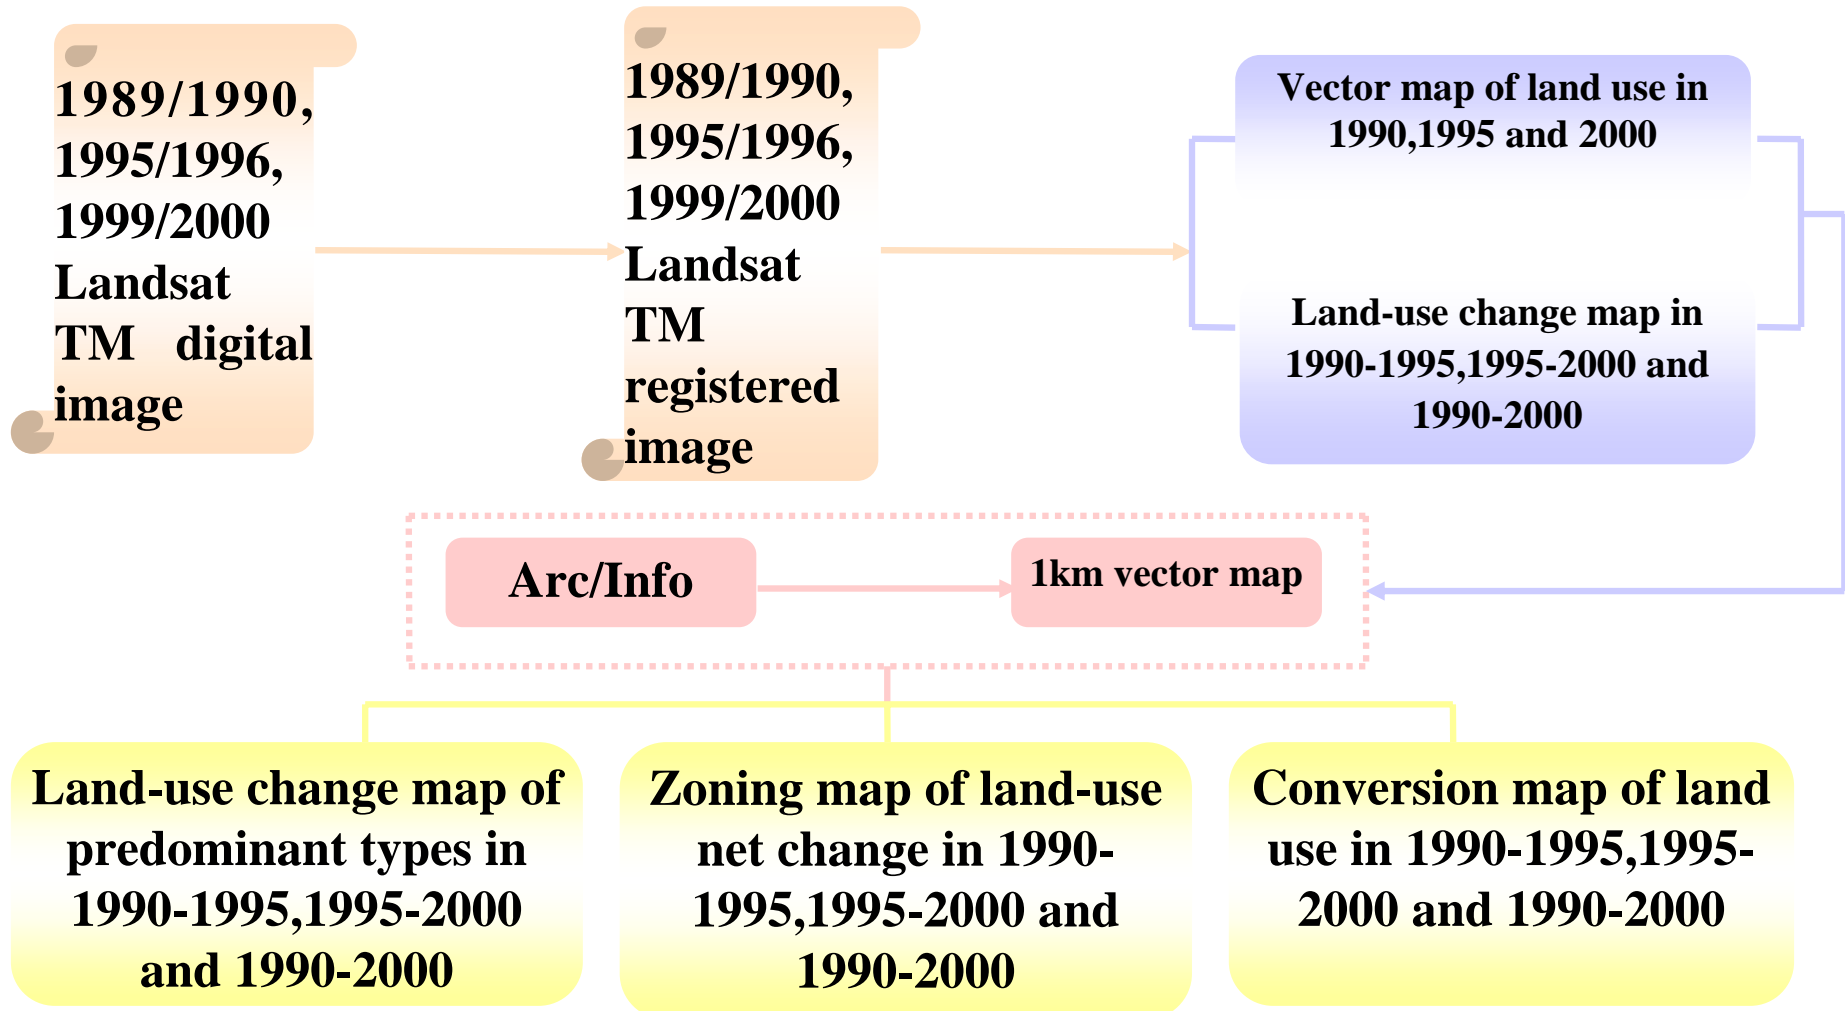 1989/1990,
1995/1996,
1999/2000
Landsat
TM digital
image
1989/1990,
1995/1996,
1999/2000
Landsat
TM
registered
image
Vector map of land use in
1990,1995 and 2000
Land-use change map in
1990-1995,1995-2000 and
1990-2000
Arc/Info
1km vector map
Land-use change map of
predominant types in
1990-1995,1995-2000
and 1990-2000
Zoning map of land-use
net change in 1990-
1995,1995-2000 and
1990-2000
Conversion map of land
use in 1990-1995,1995-
2000 and 1990-2000